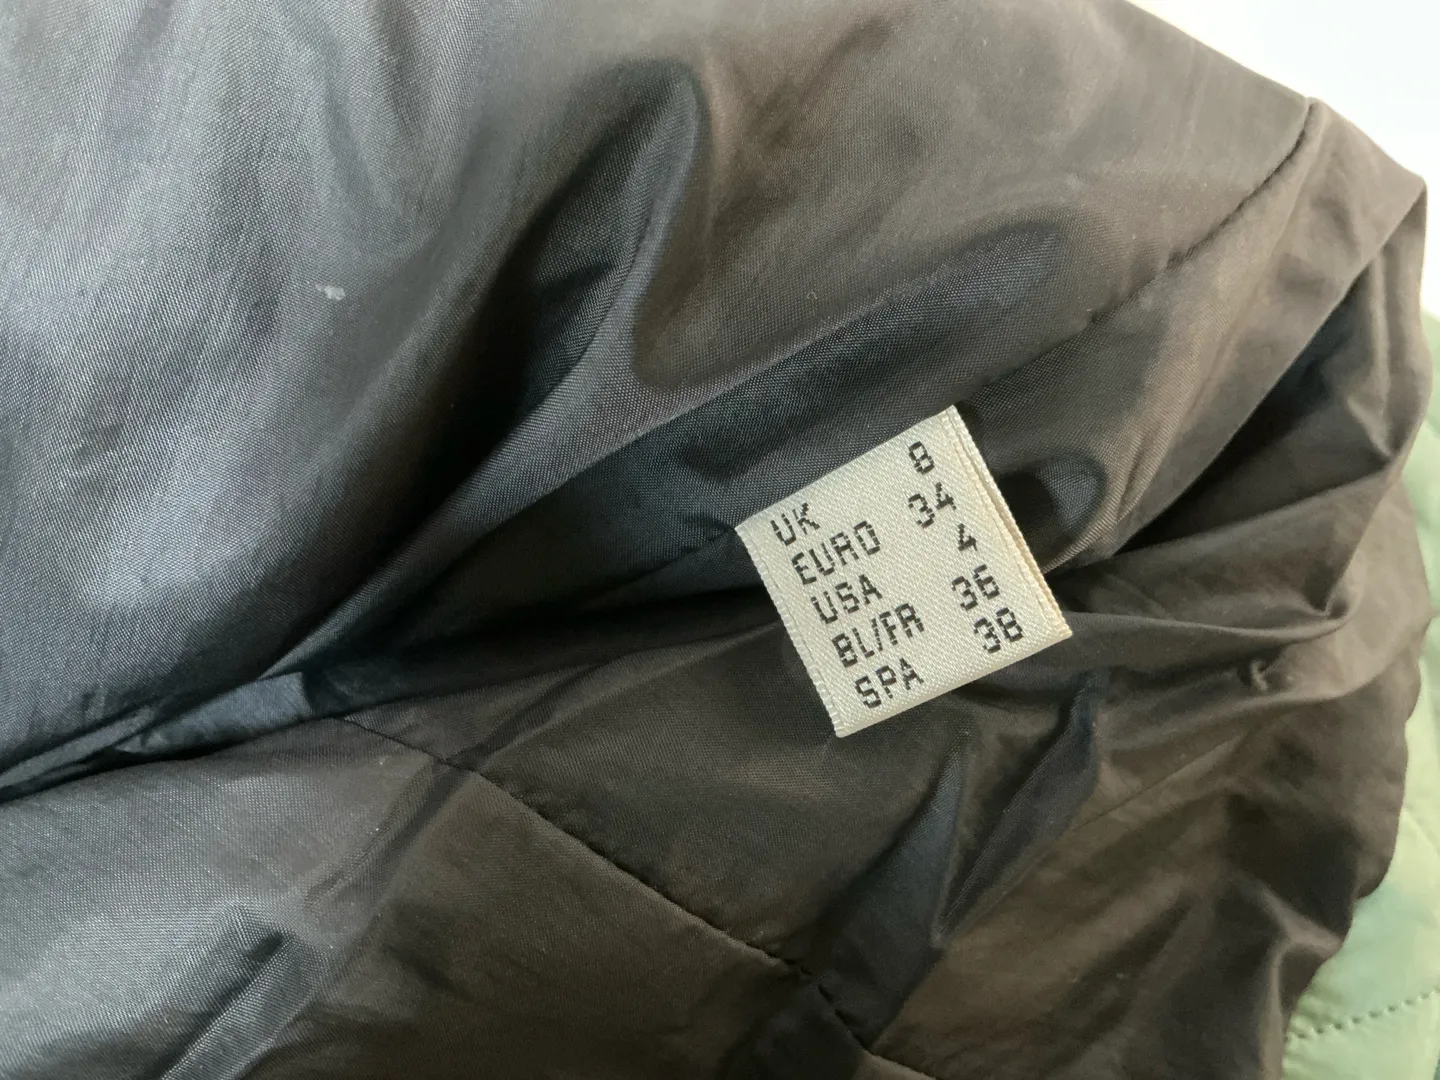 UK 8
EURO 34
USA 4
BL/FR 36
SPA 38